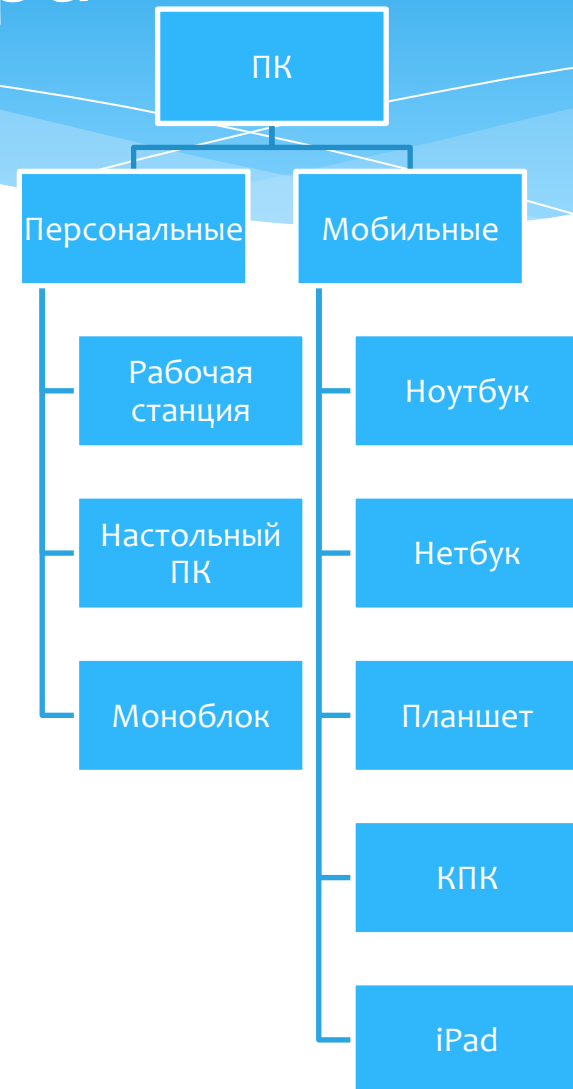 ПК
Персональные
Рабочая
станция
Настольный
ПК
Моноблок
Мобильные
Ноутбук
Нетбук
Планшет
КПК
iPad